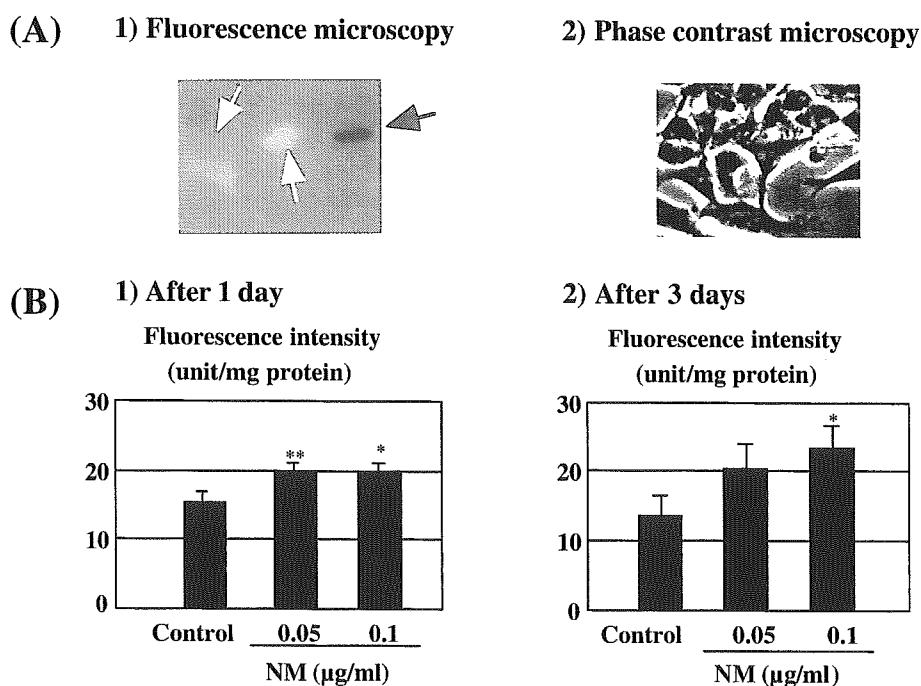 (A)
1) Fluorescence microscopy
2) Phase contrast microscopy
(B)
1) After 1 day
Fluorescence intensity
(unit/mg protein)
30
20
10
0
** *
Control 0.05 0.1
NM (µg/ml)
2) After 3 days
Fluorescence intensity
(unit/mg protein)
30
20
10
0
*
Control 0.05 0.1
NM (µg/ml)